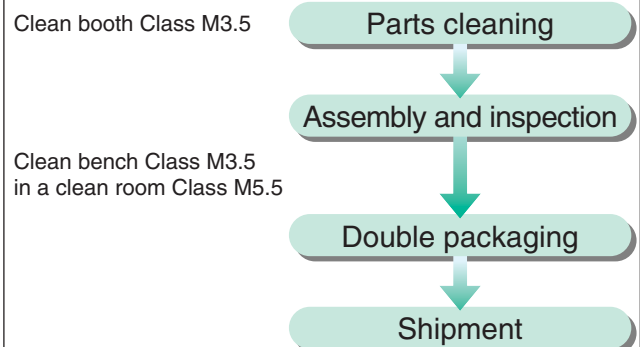 Clean booth Class M3.5
Parts cleaning
Assembly and inspection
Clean bench Class M3.5
in a clean room Class M5.5
Double packaging
Shipment